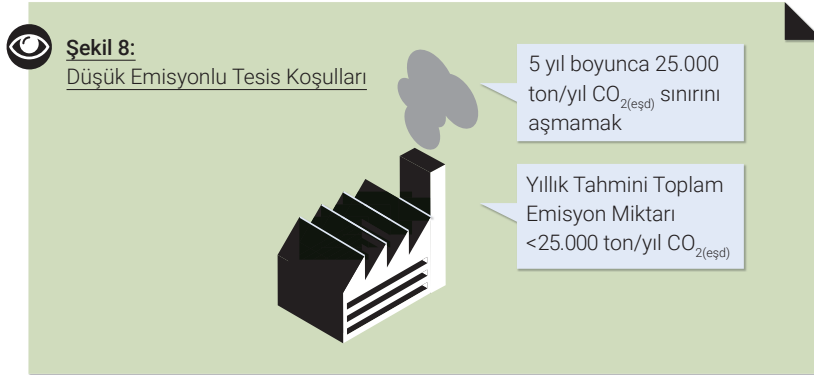 Şekil 8:
Düşük Emisyonlu Tesis Koşulları
5 yıl boyunca 25.000
ton/yıl CO2(eşd) sınırını
aşmamak
Yıllık Tahmini Toplam
Emisyon Miktarı
<25.000 ton/yıl CO2(eşd)